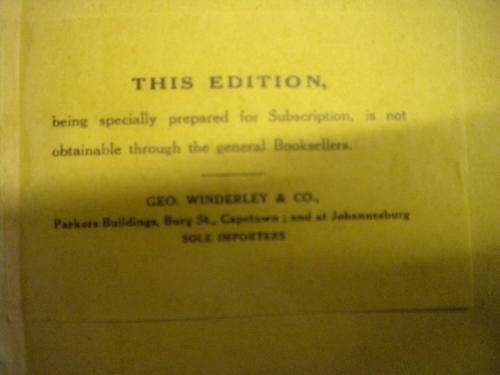 THIS EDITION,
being specially prepared for Subscription, is not
obtainable through the general Booksellers.
GEO. WINDERLEY & CO.,
Parkers Buildings, Burg St., Capetown; and at Johannesburg
SOLE IMPORTERS